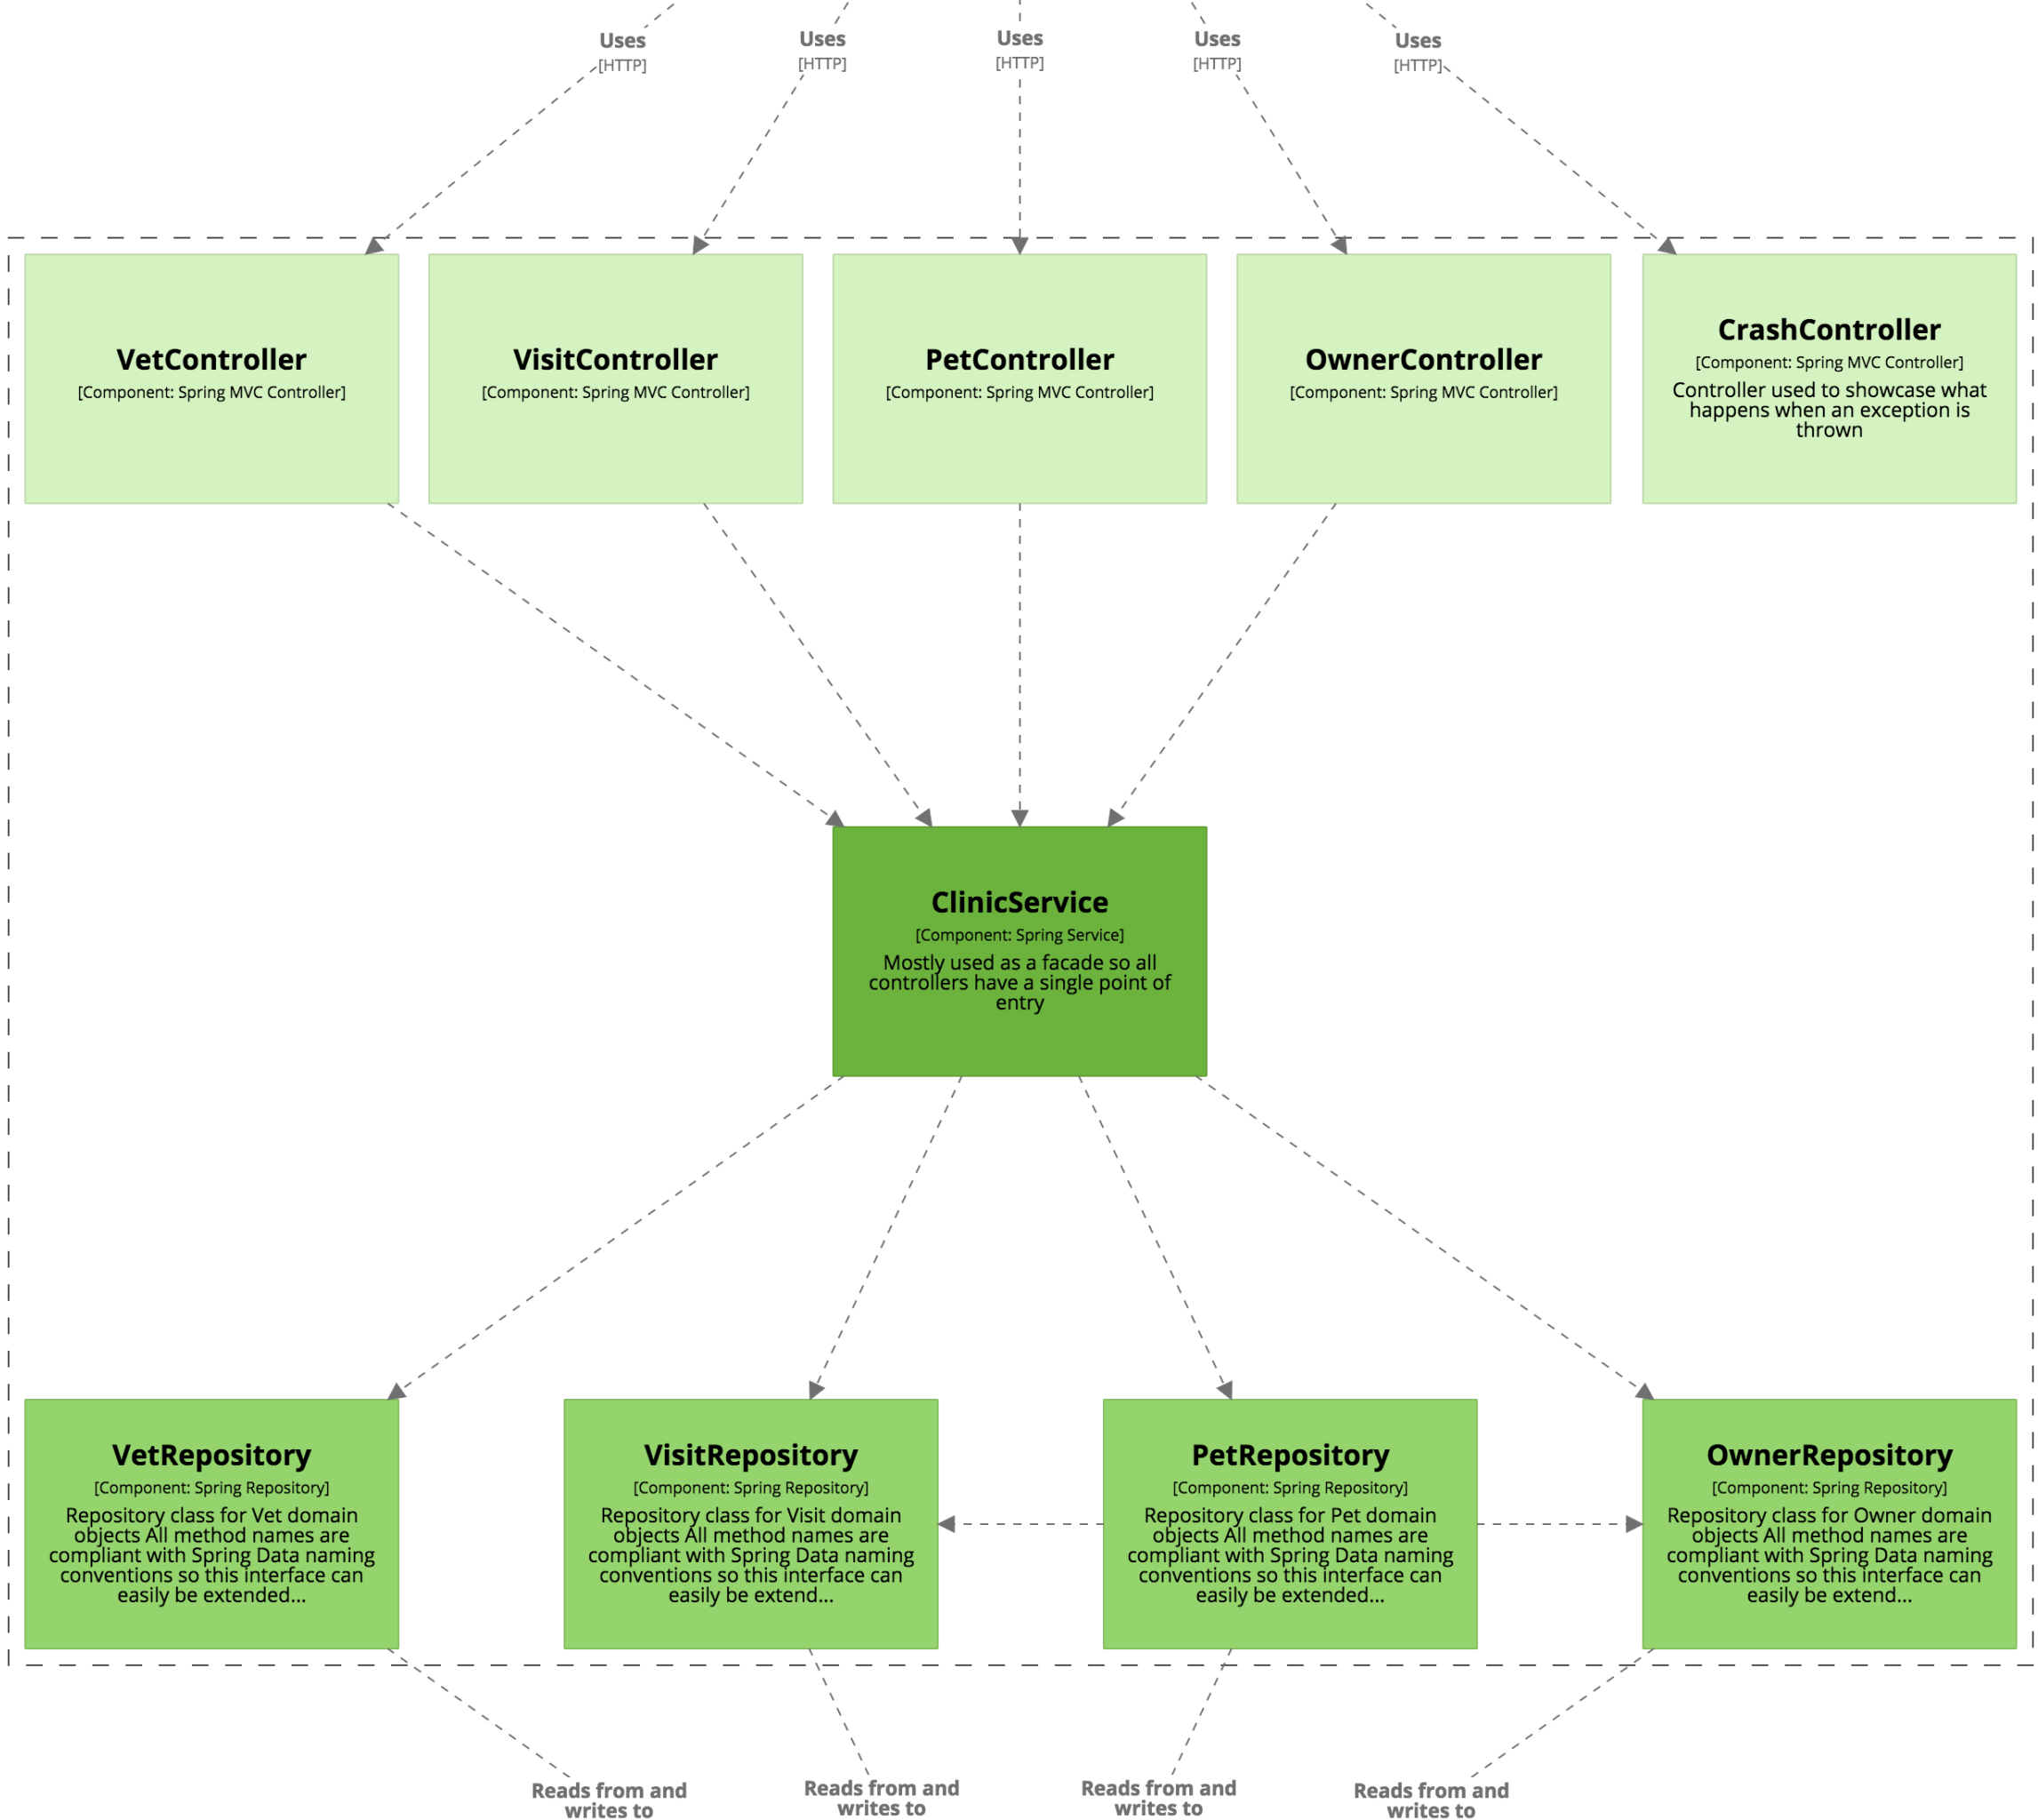 Uses
[HTTP]
Uses
[HTTP]
Uses
[HTTP]
Uses
[HTTP]
Uses
[HTTP]
VetController
[Component: Spring MVC Controller]
VisitController
[Component: Spring MVC Controller]
PetController
[Component: Spring MVC Controller]
OwnerController
[Component: Spring MVC Controller]
CrashController
[Component: Spring MVC Controller]
Controller used to showcase what
happens when an exception is
thrown
ClinicService
[Component: Spring Service]
Mostly used as a facade so all
controllers have a single point of
entry
VetRepository
[Component: Spring Repository]
Repository class for Vet domain
objects All method names are
compliant with Spring Data naming
conventions so this interface can
easily be extended...
VisitRepository
[Component: Spring Repository]
Repository class for Visit domain
objects All method names are
compliant with Spring Data naming
conventions so this interface can
easily be extend...
PetRepository
[Component: Spring Repository]
Repository class for Pet domain
objects All method names are
compliant with Spring Data naming
conventions so this interface can
easily be extended...
OwnerRepository
[Component: Spring Repository]
Repository class for Owner domain
objects All method names are
compliant with Spring Data naming
conventions so this interface can
easily be extend...
Reads from and
writes to
Reads from and
writes to
Reads from and
writes to
Reads from and
writes to